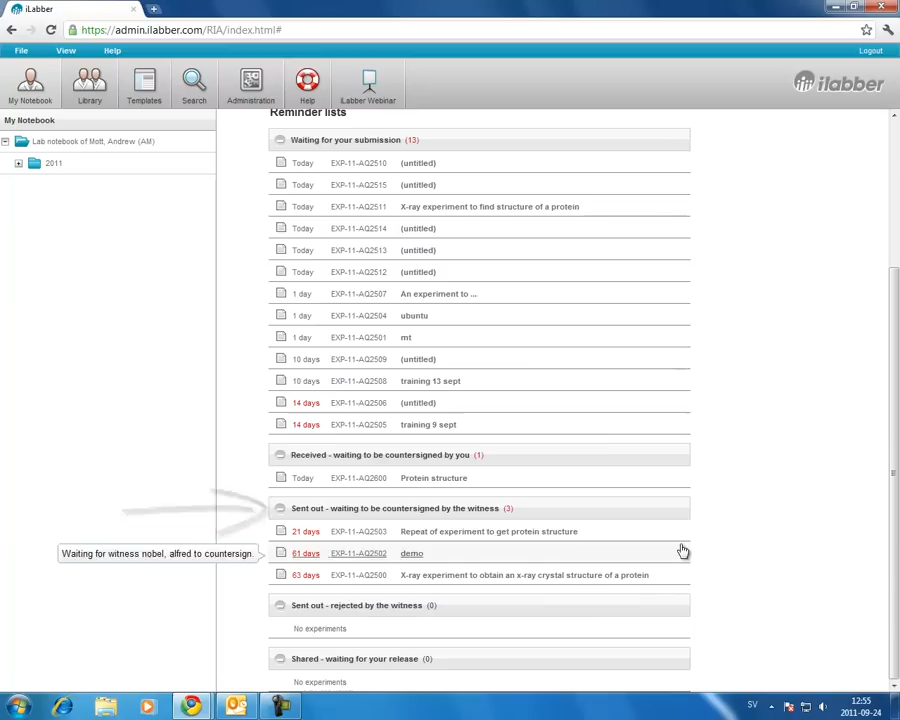 iLabber
https://admin.ilabber.com/RIA/index.html#
File View Help Logout
My Notebook Library Templates Search Administration Help iLabber Webinar ilabber
My Notebook
Lab notebook of Mott, Andrew (AM)
2011
Reminder lists
Waiting for your submission (13)
Today EXP-11-AQ2510 (untitled)
Today EXP-11-AQ2515 (untitled)
Today EXP-11-AQ2511 X-ray experiment to find structure of a protein
Today EXP-11-AQ2514 (untitled)
Today EXP-11-AQ2513 (untitled)
Today EXP-11-AQ2512 (untitled)
1 day EXP-11-AQ2507 An experiment to ...
1 day EXP-11-AQ2504 ubuntu
1 day EXP-11-AQ2501 mt
10 days EXP-11-AQ2509 (untitled)
10 days EXP-11-AQ2508 training 13 sept
14 days EXP-11-AQ2506 (untitled)
14 days EXP-11-AQ2505 training 9 sept
Received - waiting to be countersigned by you (1)
Today EXP-11-AQ2600 Protein structure
Sent out - waiting to be countersigned by the witness (3)
21 days EXP-11-AQ2503 Repeat of experiment to get protein structure
Waiting for witness nobel, alfred to countersign.
61 days EXP-11-AQ2502 demo
63 days EXP-11-AQ2500 X-ray experiment to obtain an x-ray crystal structure of a protein
Sent out - rejected by the witness (0)
No experiments
Shared - waiting for your release (0)
No experiments
SV 12:55
2011-09-24